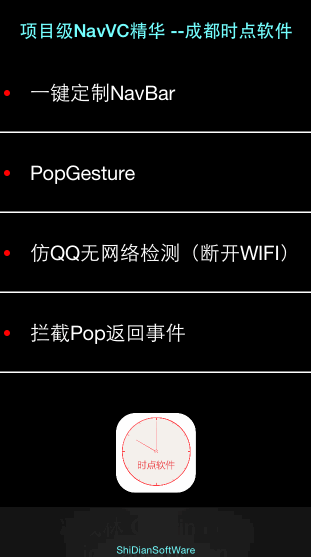 项目级NavVC精华 --成都时点软件
一键定制NavBar
PopGesture
仿QQ无网络检测（断开WIFI）
拦截Pop返回事件
时点软件
ShiDianSoftWare